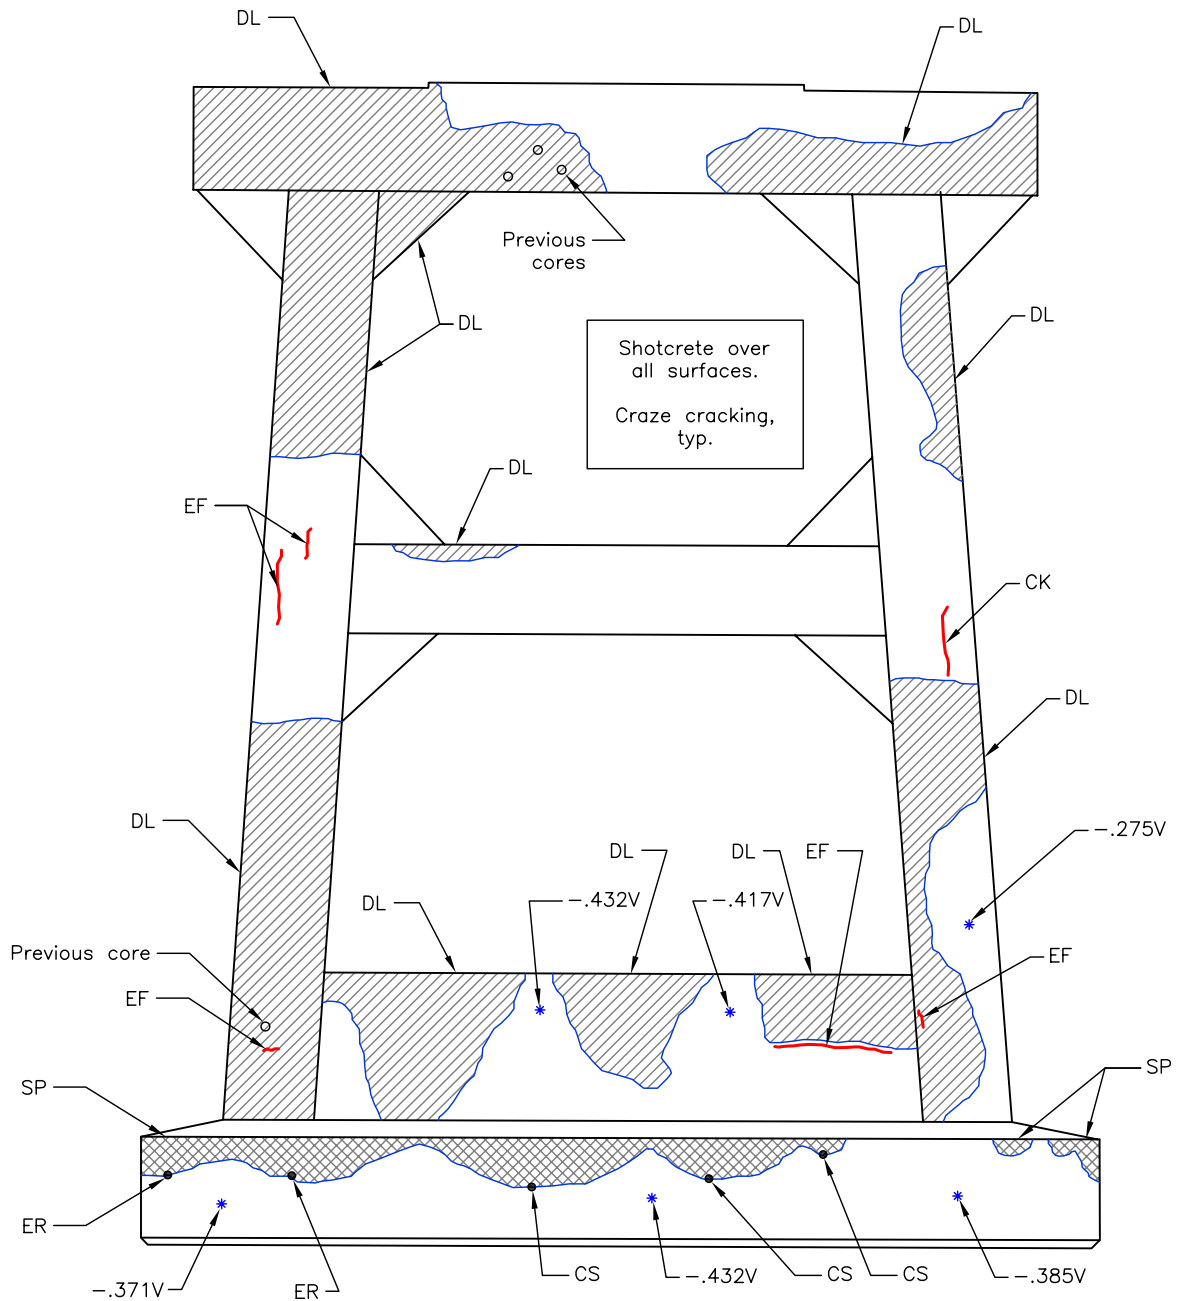 DL
DL
Previous
cores
DL
DL
Shotcrete over
all surfaces.
Craze cracking,
typ.
DL
EF
CK
DL
DL
DL
DL
EF
-.275V
DL
-.432V
-.417V
Previous core
EF
EF
SP
SP
ER
-.371V
ER
CS
-.432V
CS
CS
-.385V